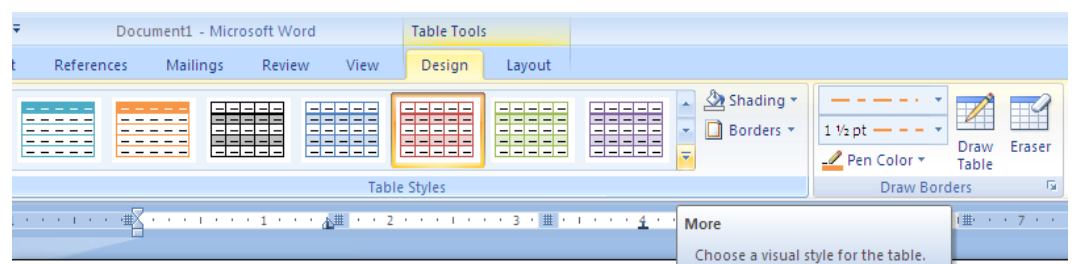 Document1 - Microsoft Word
Table Tools
References
Mailings
Review
View
Design
Layout
Shading
Borders
1 ½ pt
Pen Color
Draw Table
Eraser
Table Styles
Draw Borders
1
2
3
4
7
More
Choose a visual style for the table.